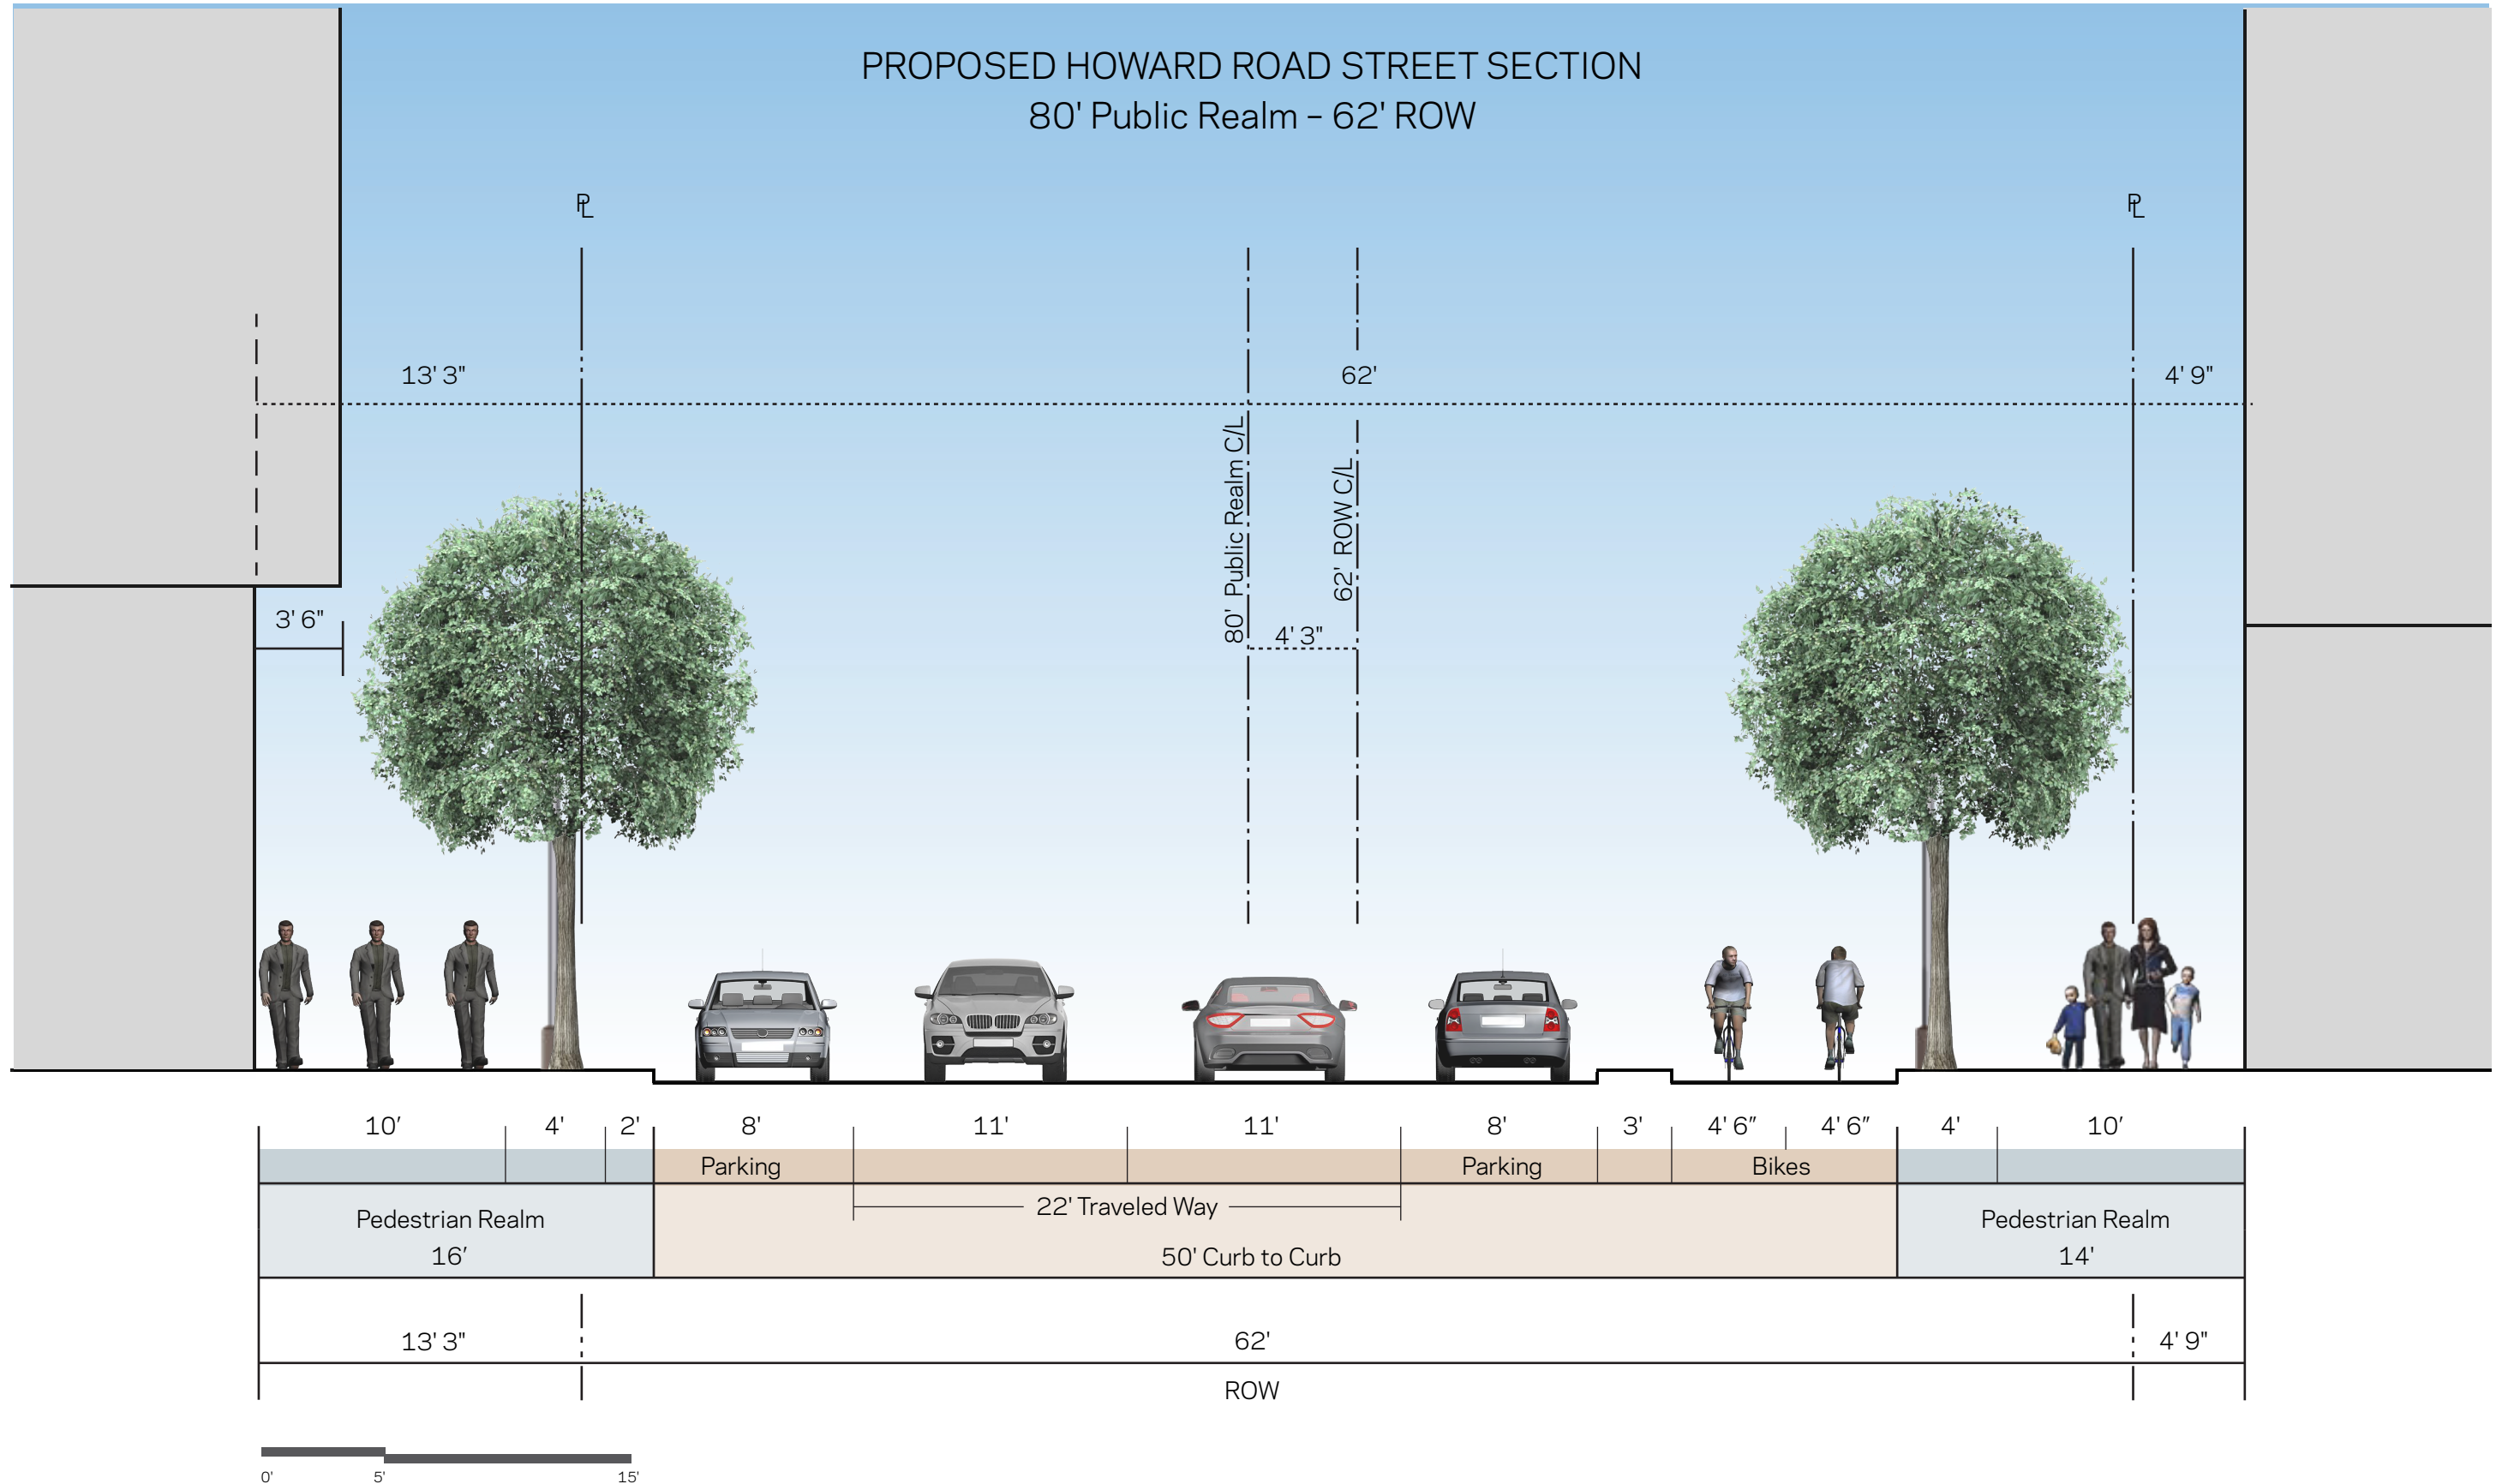 PROPOSED HOWARD ROAD STREET SECTION
80' Public Realm – 62' ROW
PL
PL
13' 3"
62'
4' 9"
80' Public Realm C/L
62' ROW C/L
3' 6"
4' 3"
10’ 4' 2' 8' 11' 11' 8' 3' 4' 6” 4' 6” 4' 10'
Parking Parking Bikes
22' Traveled Way
Pedestrian Realm
16’
50' Curb to Curb
Pedestrian Realm
14'
13' 3" 62' 4' 9"
ROW
0' 5' 15'